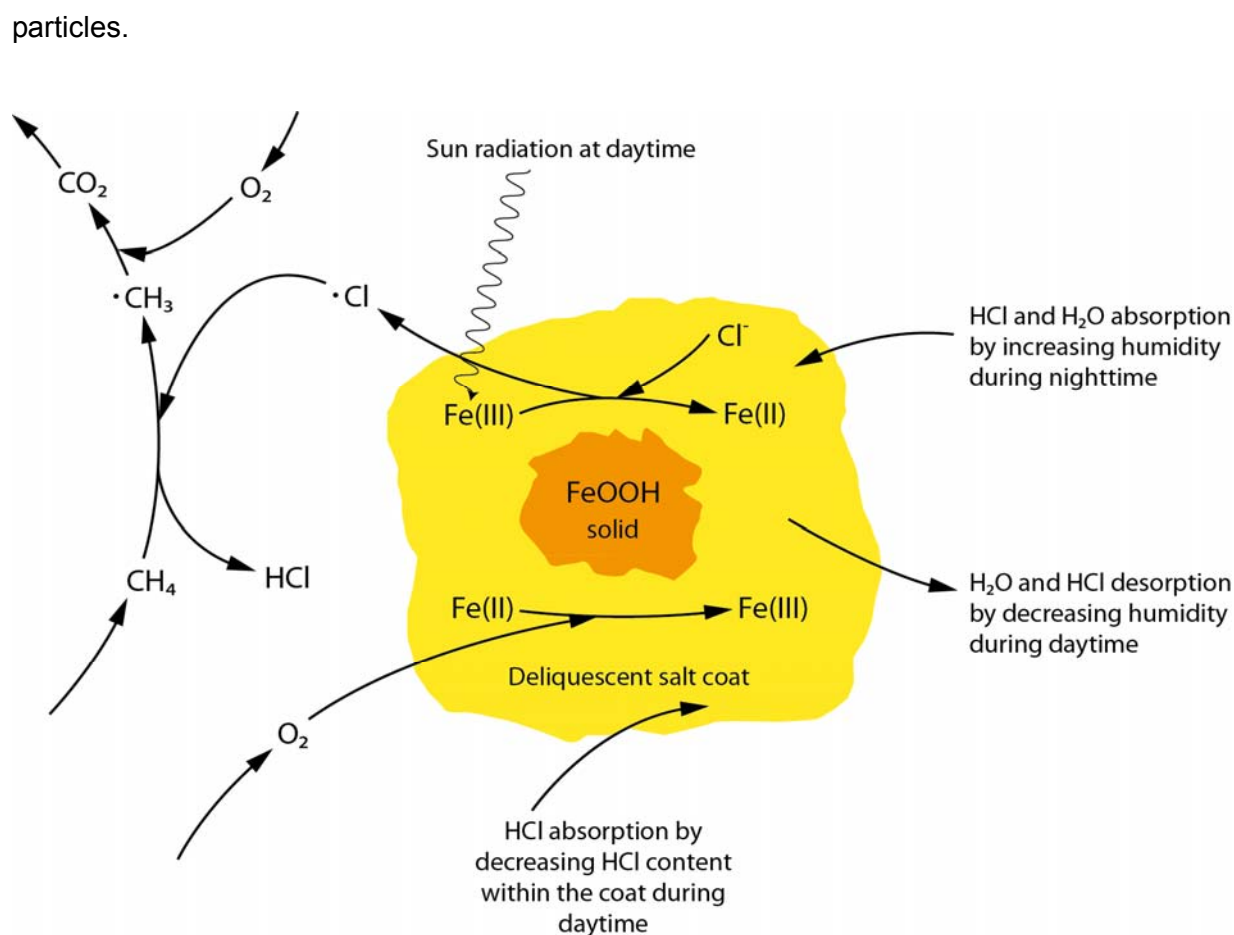 particles.
Sun radiation at daytime
CO₂
O₂
·CH₃
·Cl
Cl⁻
HCl and H₂O absorption
by increasing humidity
during nighttime
Fe(III)
Fe(II)
FeOOH
solid
CH₄
HCl
Fe(II)
Fe(III)
H₂O and HCl desorption
by decreasing humidity
during daytime
Deliquescent salt coat
O₂
HCl absorption by
decreasing HCl content
within the coat during
daytime